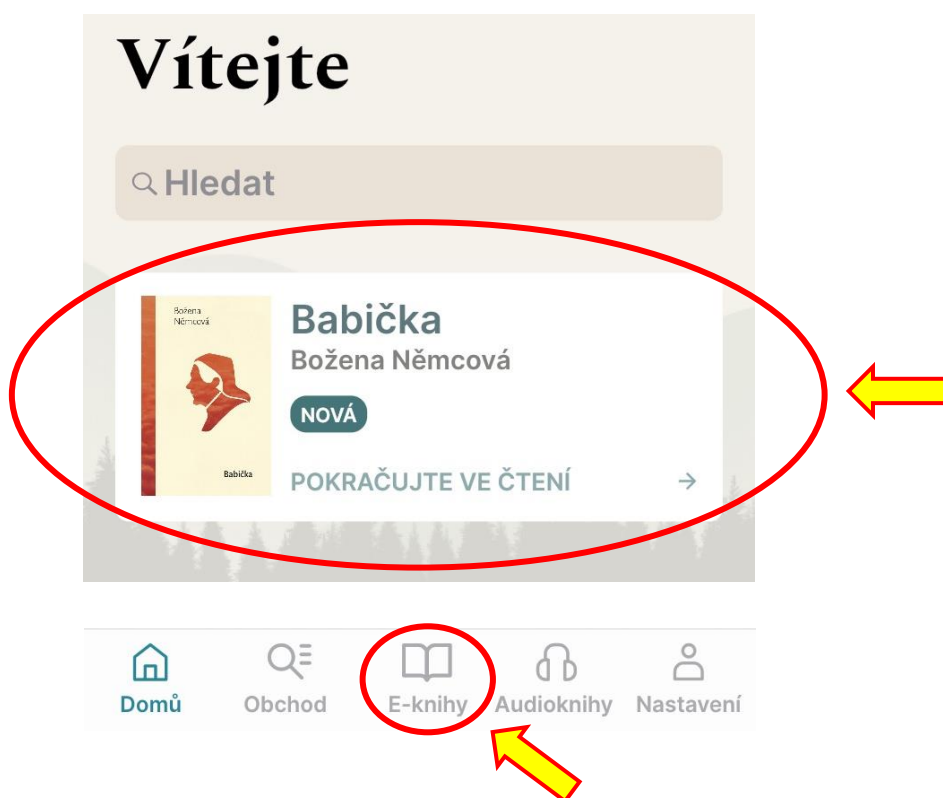 Vítejte
Hledat
Božena
Němcová
Babička
Babička
Božena Němcová
NOVÁ
POKRAČUJTE VE ČTENÍ
Domů
Obchod
E-knihy
Audioknihy
Nastavení